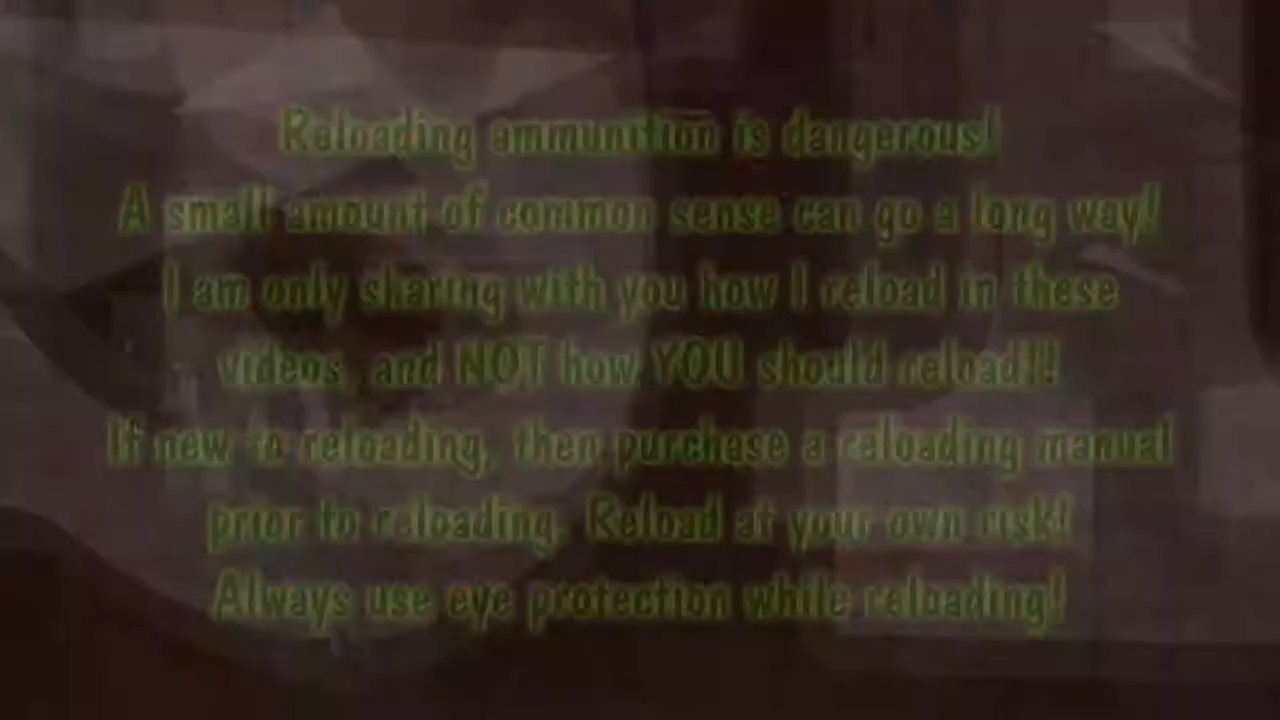 Reloading ammunition is dangerous!
A small amount of common sense can go a long way!
I am only sharing with you how I reload in these
videos, and NOT how YOU should reload!!!
If new to reloading, then purchase a reloading manual
prior to reloading. Reload at your own risk!
Always use eye protection while reloading!